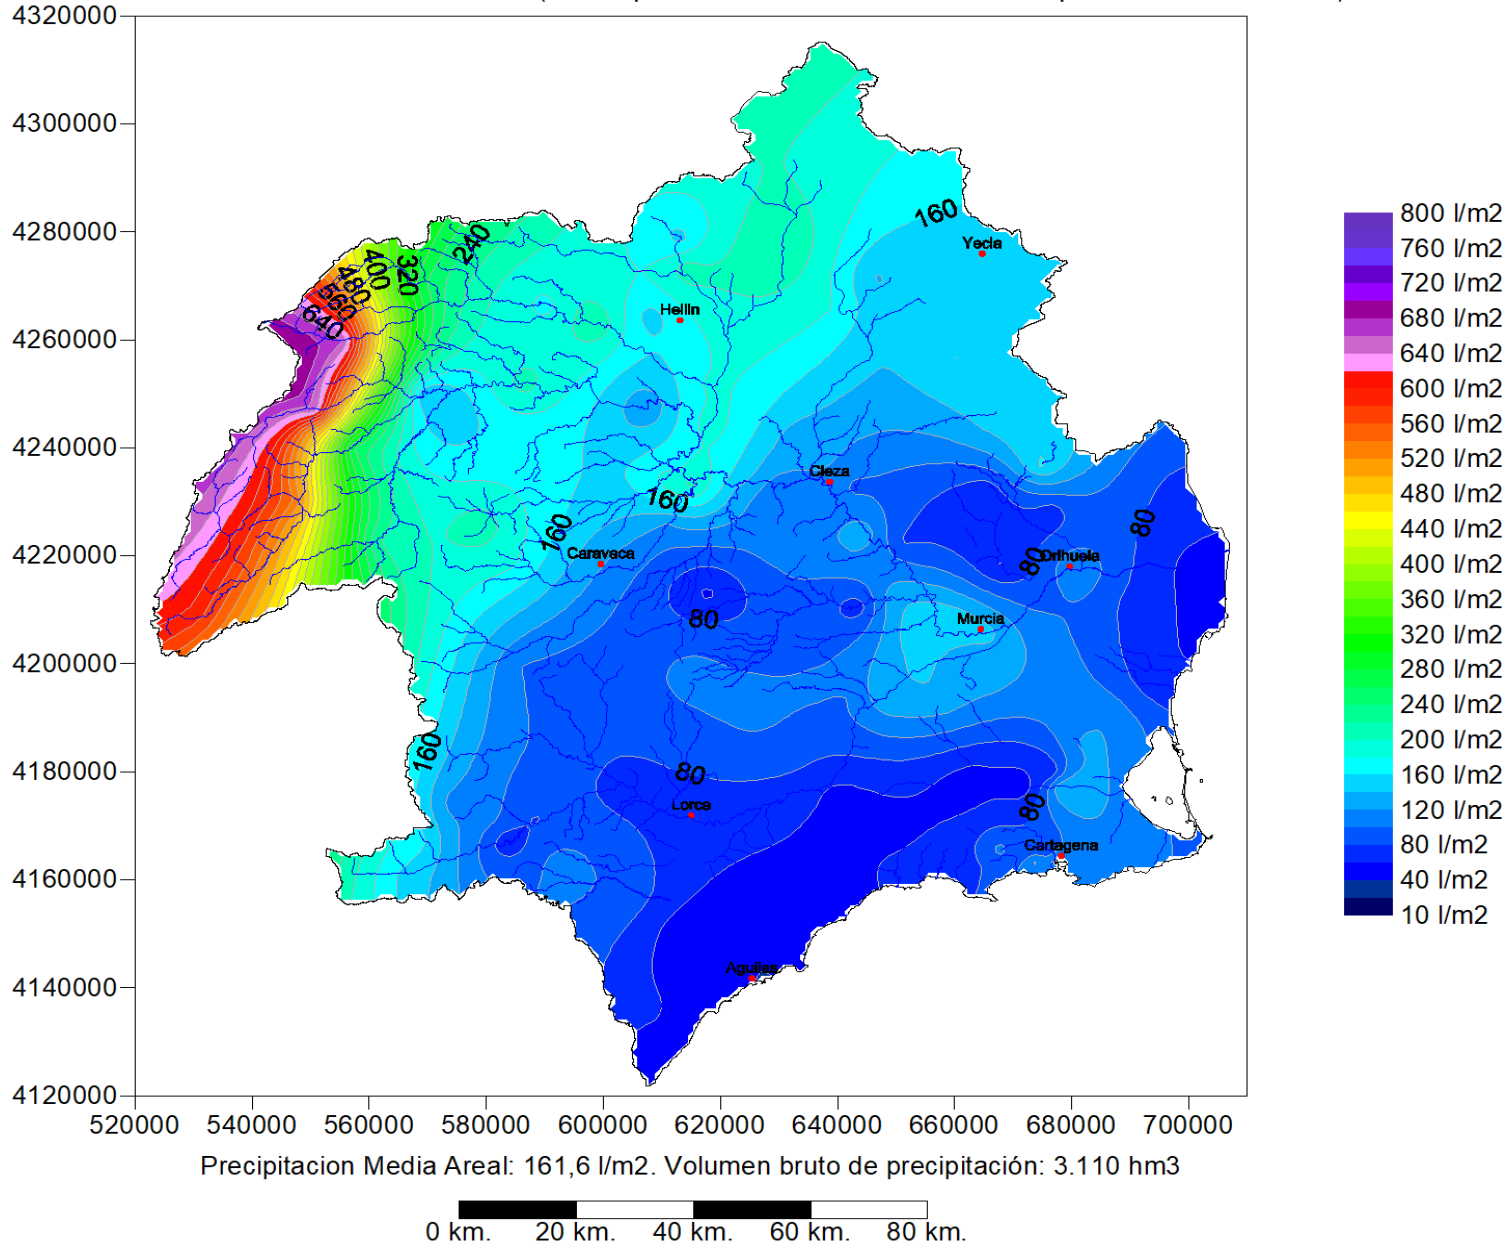 4320000
4300000
4280000
4260000
4240000
4220000
4200000
4180000
4160000
4140000
4120000
520000 540000 560000 580000 600000 620000 640000 660000 680000 700000
160
Yecla
240
320
400
480
560
640
Hellin
Cieza
160
160
Caravaca
80
80
Orihuela
80
Murcia
160
80
Lorca
80
Cartagena
Aguilas
800 l/m2
760 l/m2
720 l/m2
680 l/m2
640 l/m2
600 l/m2
560 l/m2
520 l/m2
480 l/m2
440 l/m2
400 l/m2
360 l/m2
320 l/m2
280 l/m2
240 l/m2
200 l/m2
160 l/m2
120 l/m2
80 l/m2
40 l/m2
10 l/m2
Precipitacion Media Areal: 161,6 l/m2. Volumen bruto de precipitación: 3.110 hm3
0 km. 20 km. 40 km. 60 km. 80 km.